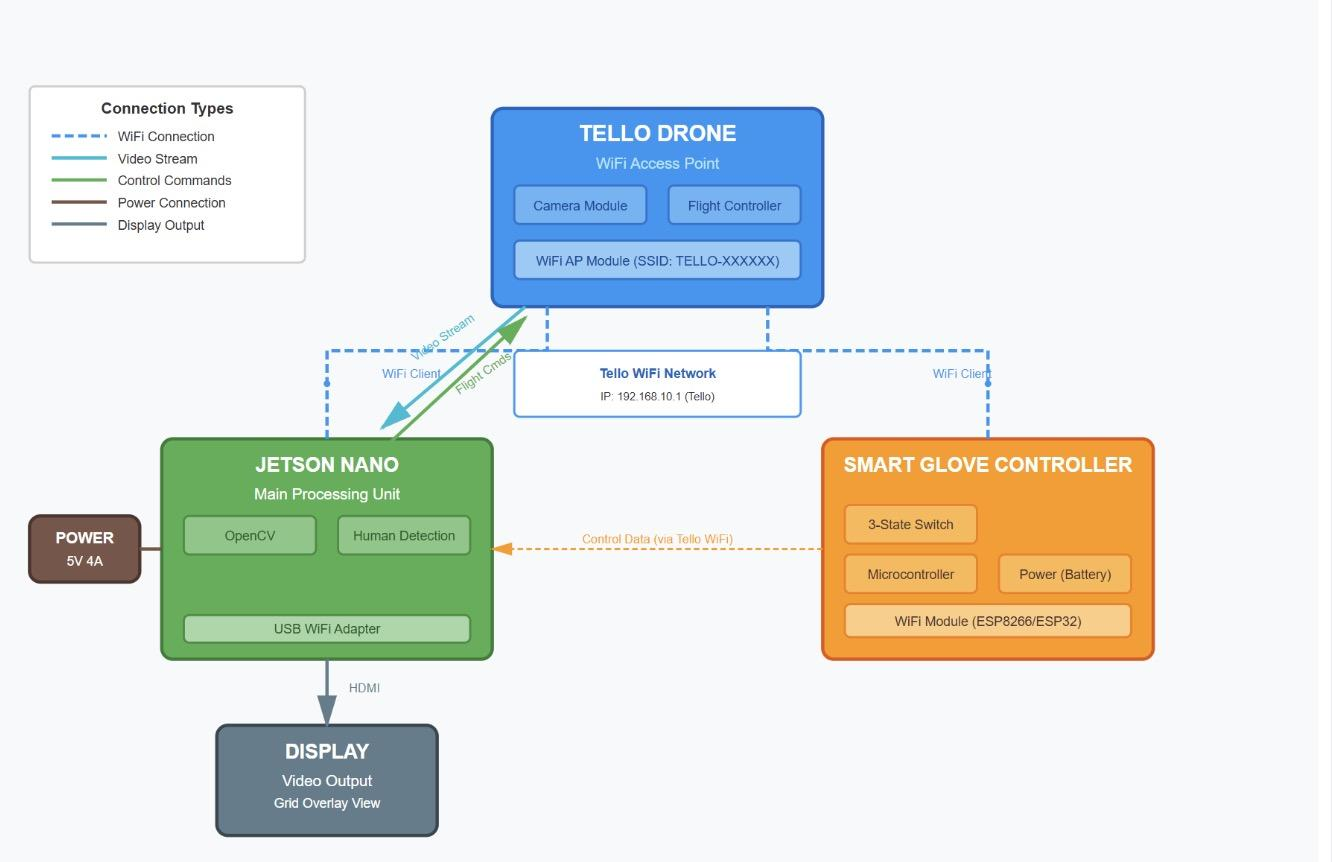 Connection Types
WiFi Connection
Video Stream
Control Commands
Power Connection
Display Output
TELLO DRONE
WiFi Access Point
Camera Module
Flight Controller
WiFi AP Module (SSID: TELLO-XXXXXX)
Video Stream
Flight Cmds
WiFi Client
Tello WiFi Network
IP: 192.168.10.1 (Tello)
WiFi Client
JETSON NANO
Main Processing Unit
OpenCV
Human Detection
USB WiFi Adapter
POWER
5V 4A
Control Data (via Tello WiFi)
SMART GLOVE CONTROLLER
3-State Switch
Microcontroller
Power (Battery)
WiFi Module (ESP8266/ESP32)
HDMI
DISPLAY
Video Output
Grid Overlay View